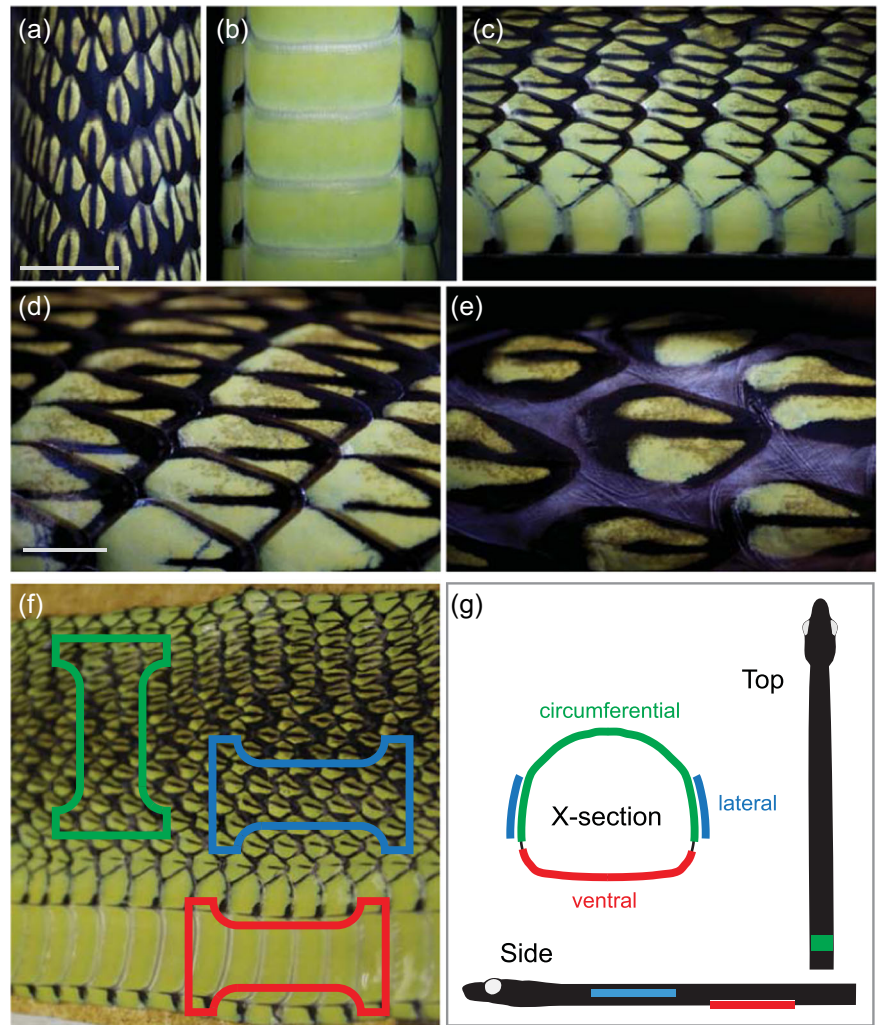 (a)
(b)
(c)
(d)
(e)
(f)
(g)
Top
circumferential
X-section
lateral
ventral
Side